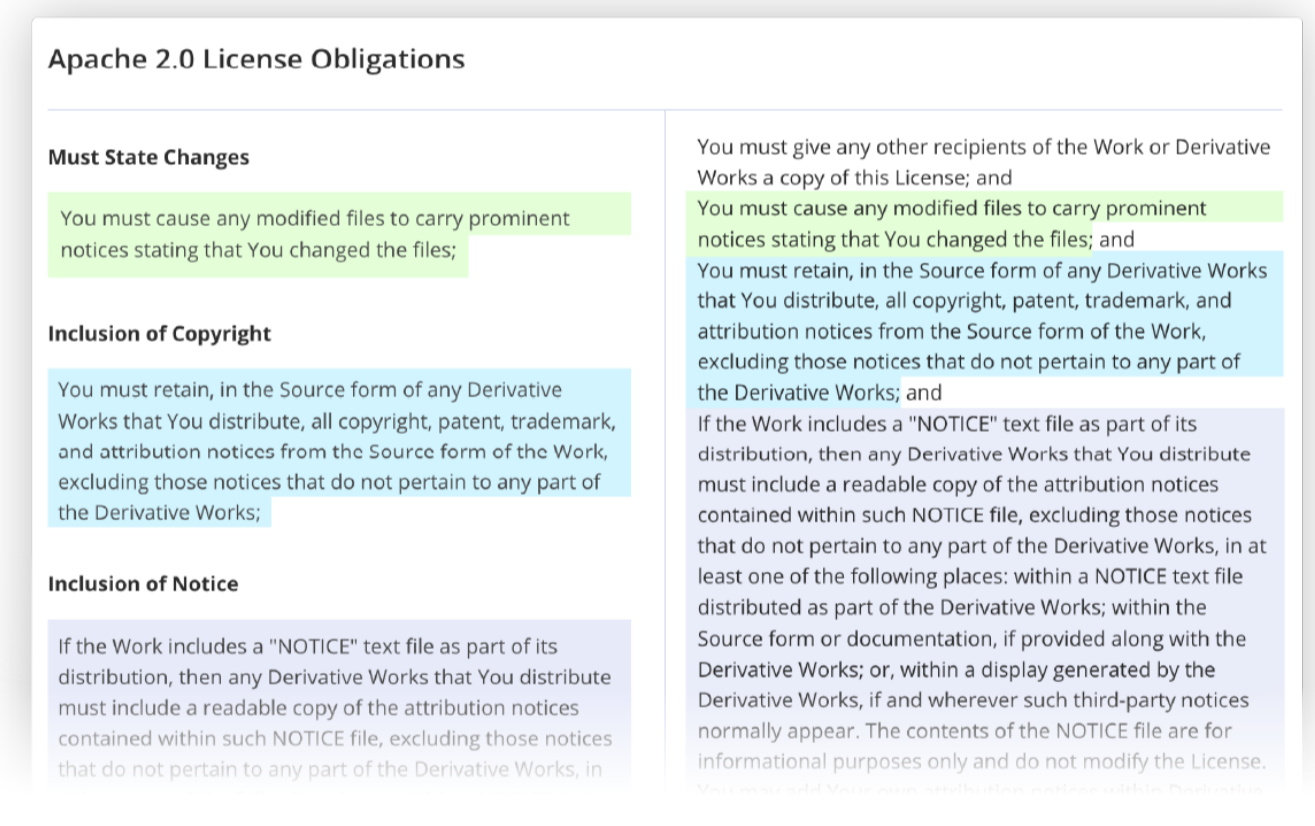 Apache 2.0 License Obligations
Must State Changes
You must cause any modified files to carry prominent
notices stating that You changed the files;
Inclusion of Copyright
You must retain, in the Source form of any Derivative
Works that You distribute, all copyright, patent, trademark,
and attribution notices from the Source form of the Work,
excluding those notices that do not pertain to any part of
the Derivative Works;
Inclusion of Notice
If the Work includes a "NOTICE" text file as part of its
distribution, then any Derivative Works that You distribute
must include a readable copy of the attribution notices
contained within such NOTICE file, excluding those notices
that do not pertain to any part of the Derivative Works, in
You must give any other recipients of the Work or Derivative
Works a copy of this License; and
You must cause any modified files to carry prominent
notices stating that You changed the files; and
You must retain, in the Source form of any Derivative Works
that You distribute, all copyright, patent, trademark, and
attribution notices from the Source form of the Work,
excluding those notices that do not pertain to any part of
the Derivative Works; and
If the Work includes a "NOTICE" text file as part of its
distribution, then any Derivative Works that You distribute
must include a readable copy of the attribution notices
contained within such NOTICE file, excluding those notices
that do not pertain to any part of the Derivative Works, in at
least one of the following places: within a NOTICE text file
distributed as part of the Derivative Works; within the
Source form or documentation, if provided along with the
Derivative Works; or, within a display generated by the
Derivative Works, if and wherever such third-party notices
normally appear. The contents of the NOTICE file are for
informational purposes only and do not modify the License.
You may add Your own attribution notices within Derivative